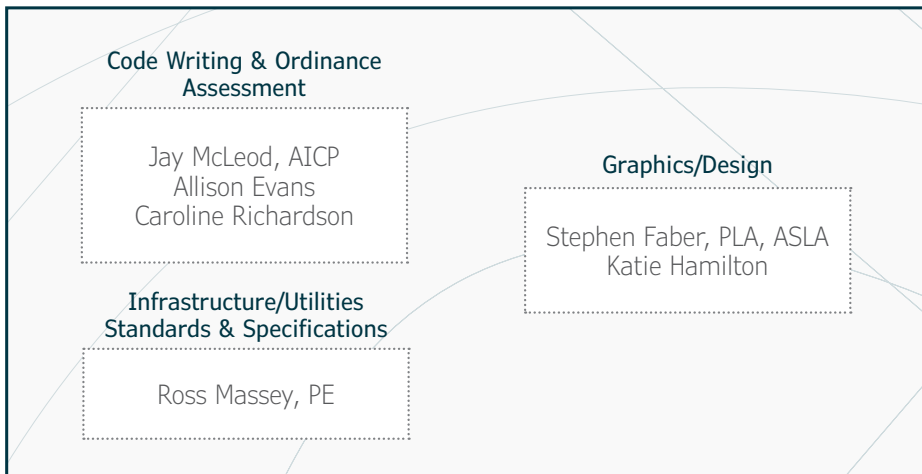 Code Writing & Ordinance
Assessment
Jay McLeod, AICP
Allison Evans
Caroline Richardson
Infrastructure/Utilities
Standards & Specifications
Ross Massey, PE
Graphics/Design
Stephen Faber, PLA, ASLA
Katie Hamilton